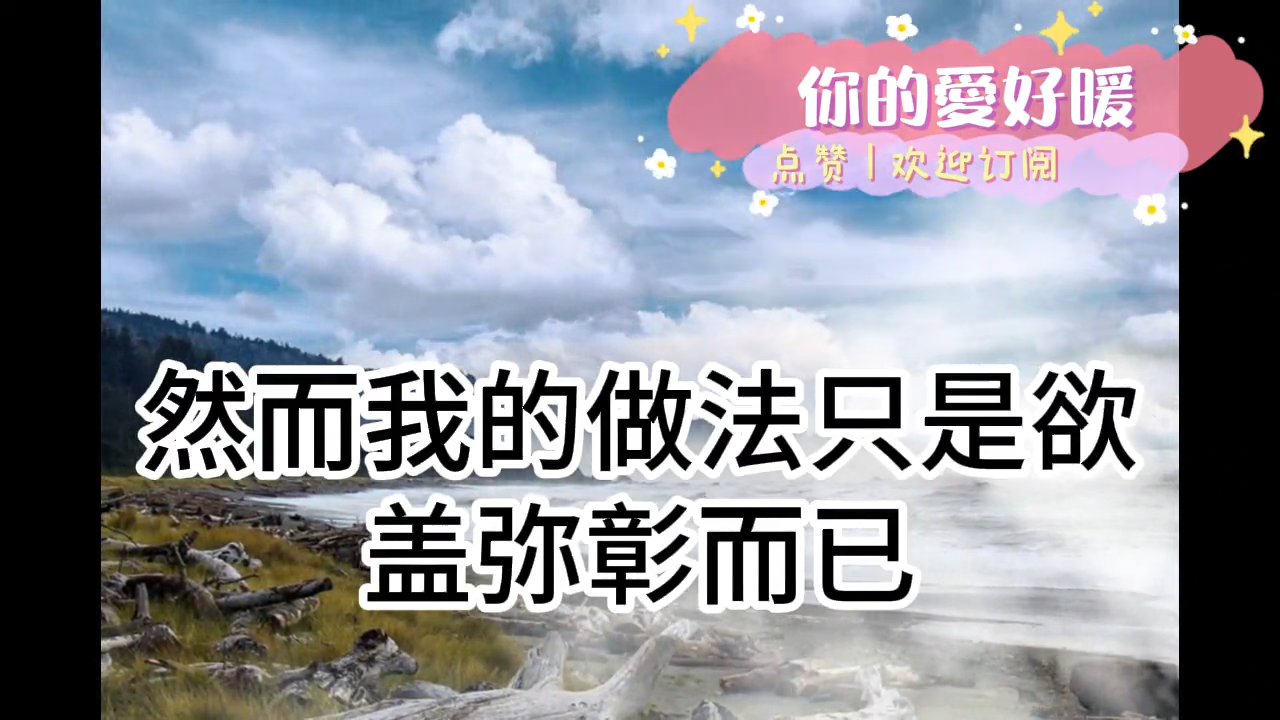 你的愛好暖
点赞 | 欢迎订阅
然而我的做法只是欲
盖弥彰而已